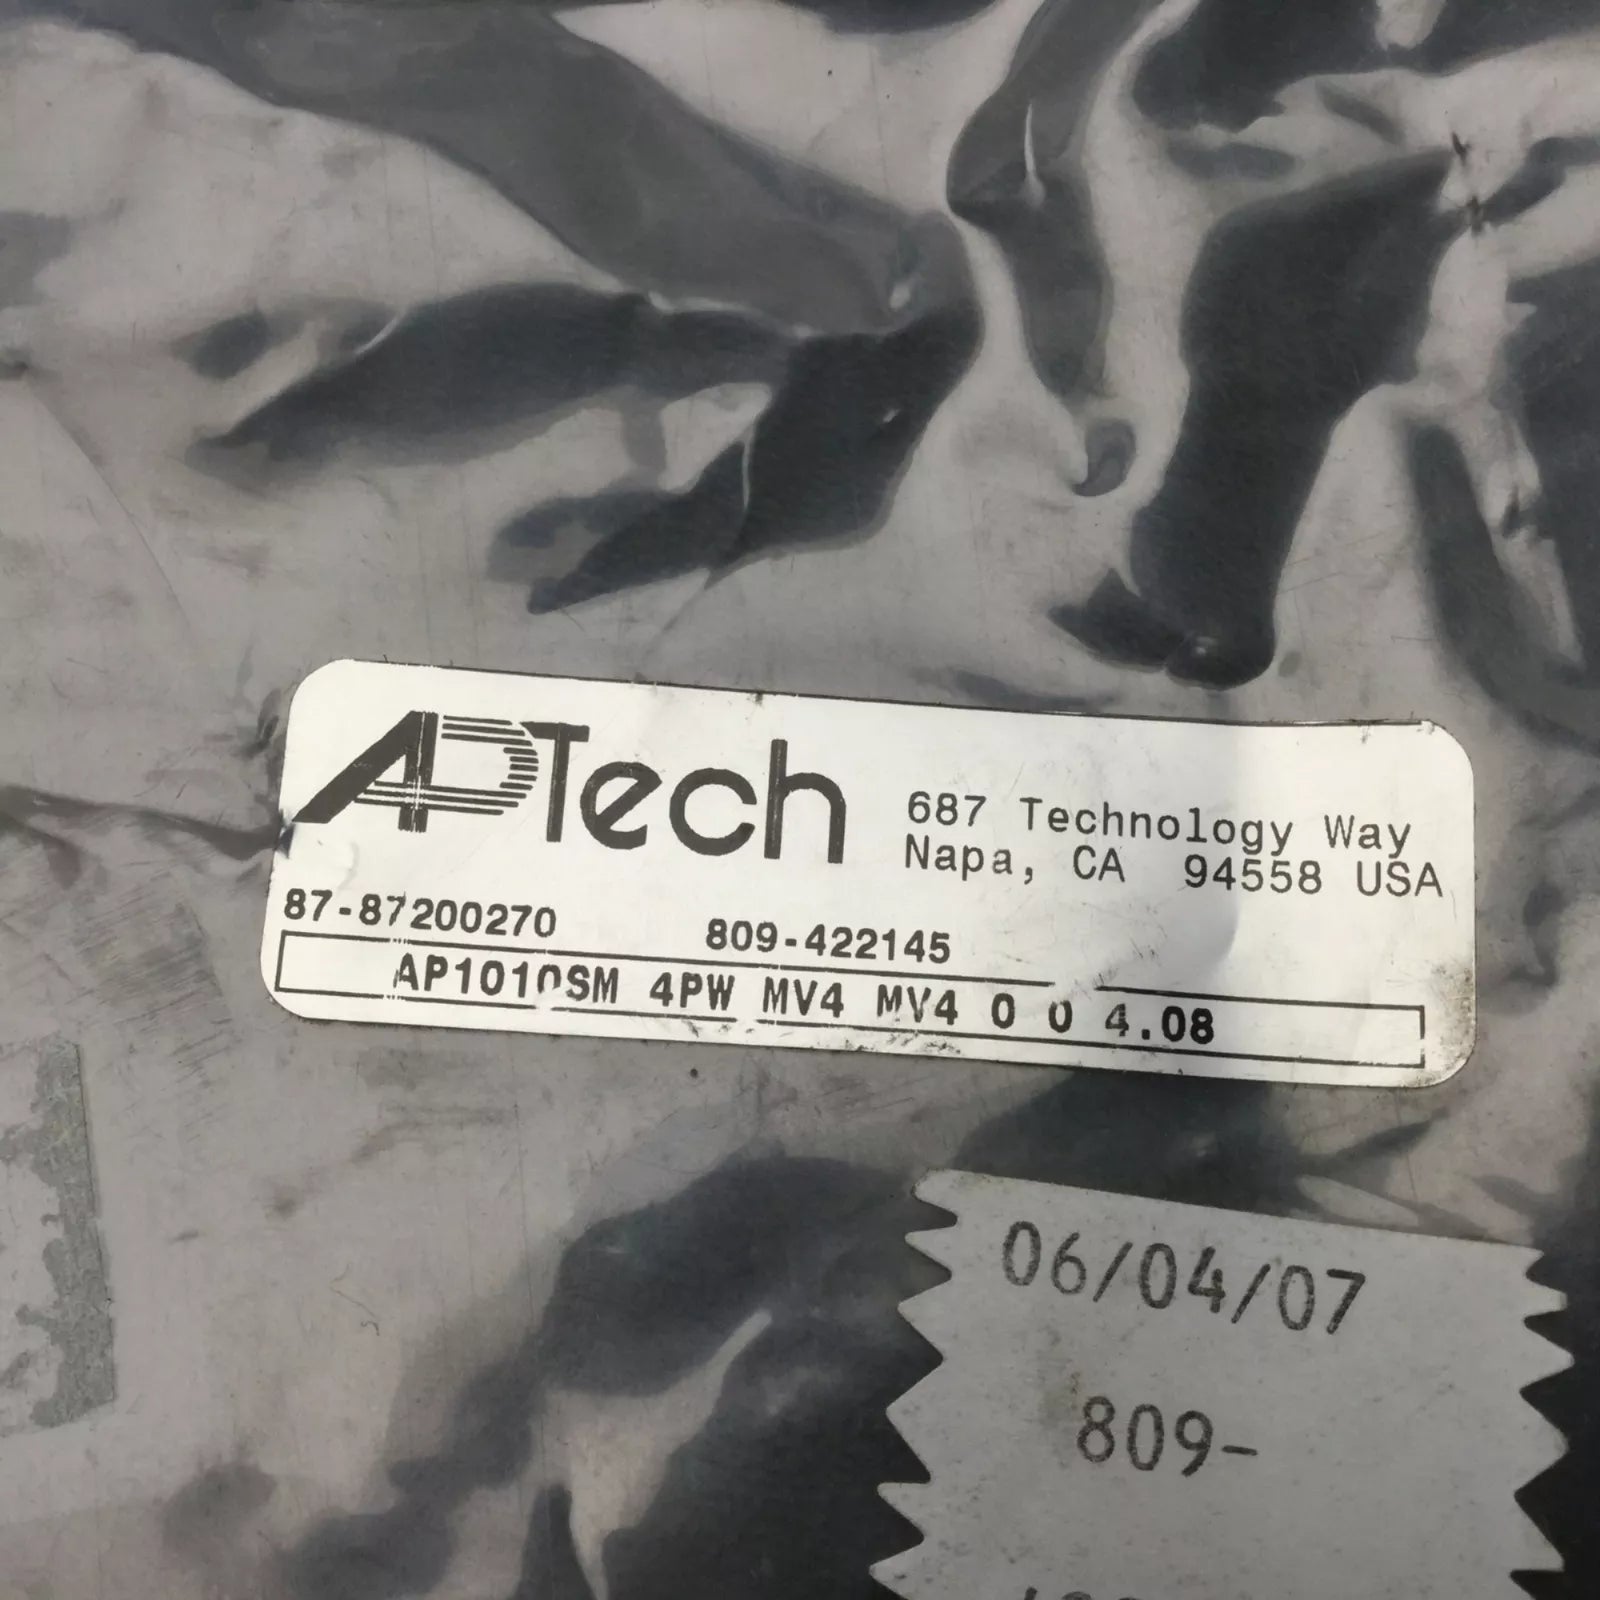 APTech
687 Technology Way
Napa, CA 94558 USA
87-87200270 809-422145
AP1010SM 4PW MV4 MV4 0 0 4.08
06/04/07
809-